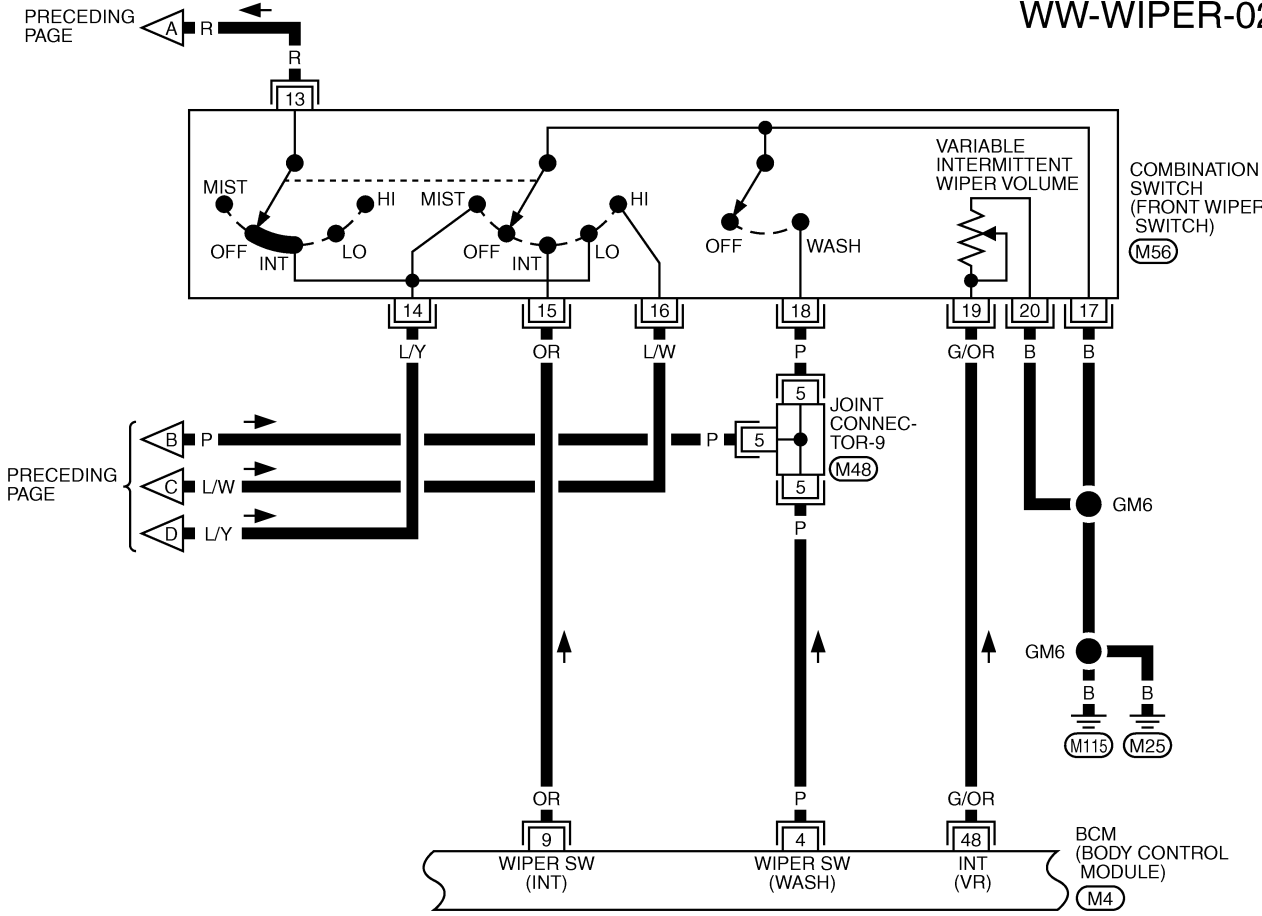 PRECEDING
PAGE
A
R
WW-WIPER-02
R
13
MIST
HI
OFF
INT
LO
MIST
HI
OFF
INT
LO
OFF
WASH
VARIABLE
INTERMITTENT
WIPER VOLUME
COMBINATION
SWITCH
(FRONT WIPER
SWITCH)
M56
14
15
16
18
19
20
17
L/Y
OR
L/W
P
G/OR
B
B
5
JOINT
CONNEC-
TOR-9
M48
PRECEDING
PAGE
B
P
P
5
C
L/W
5
D
L/Y
P
GM6
GM6
B
B
M115
M25
OR
P
G/OR
9
4
48
WIPER SW
(INT)
WIPER SW
(WASH)
INT
(VR)
BCM
(BODY CONTROL
MODULE)
M4